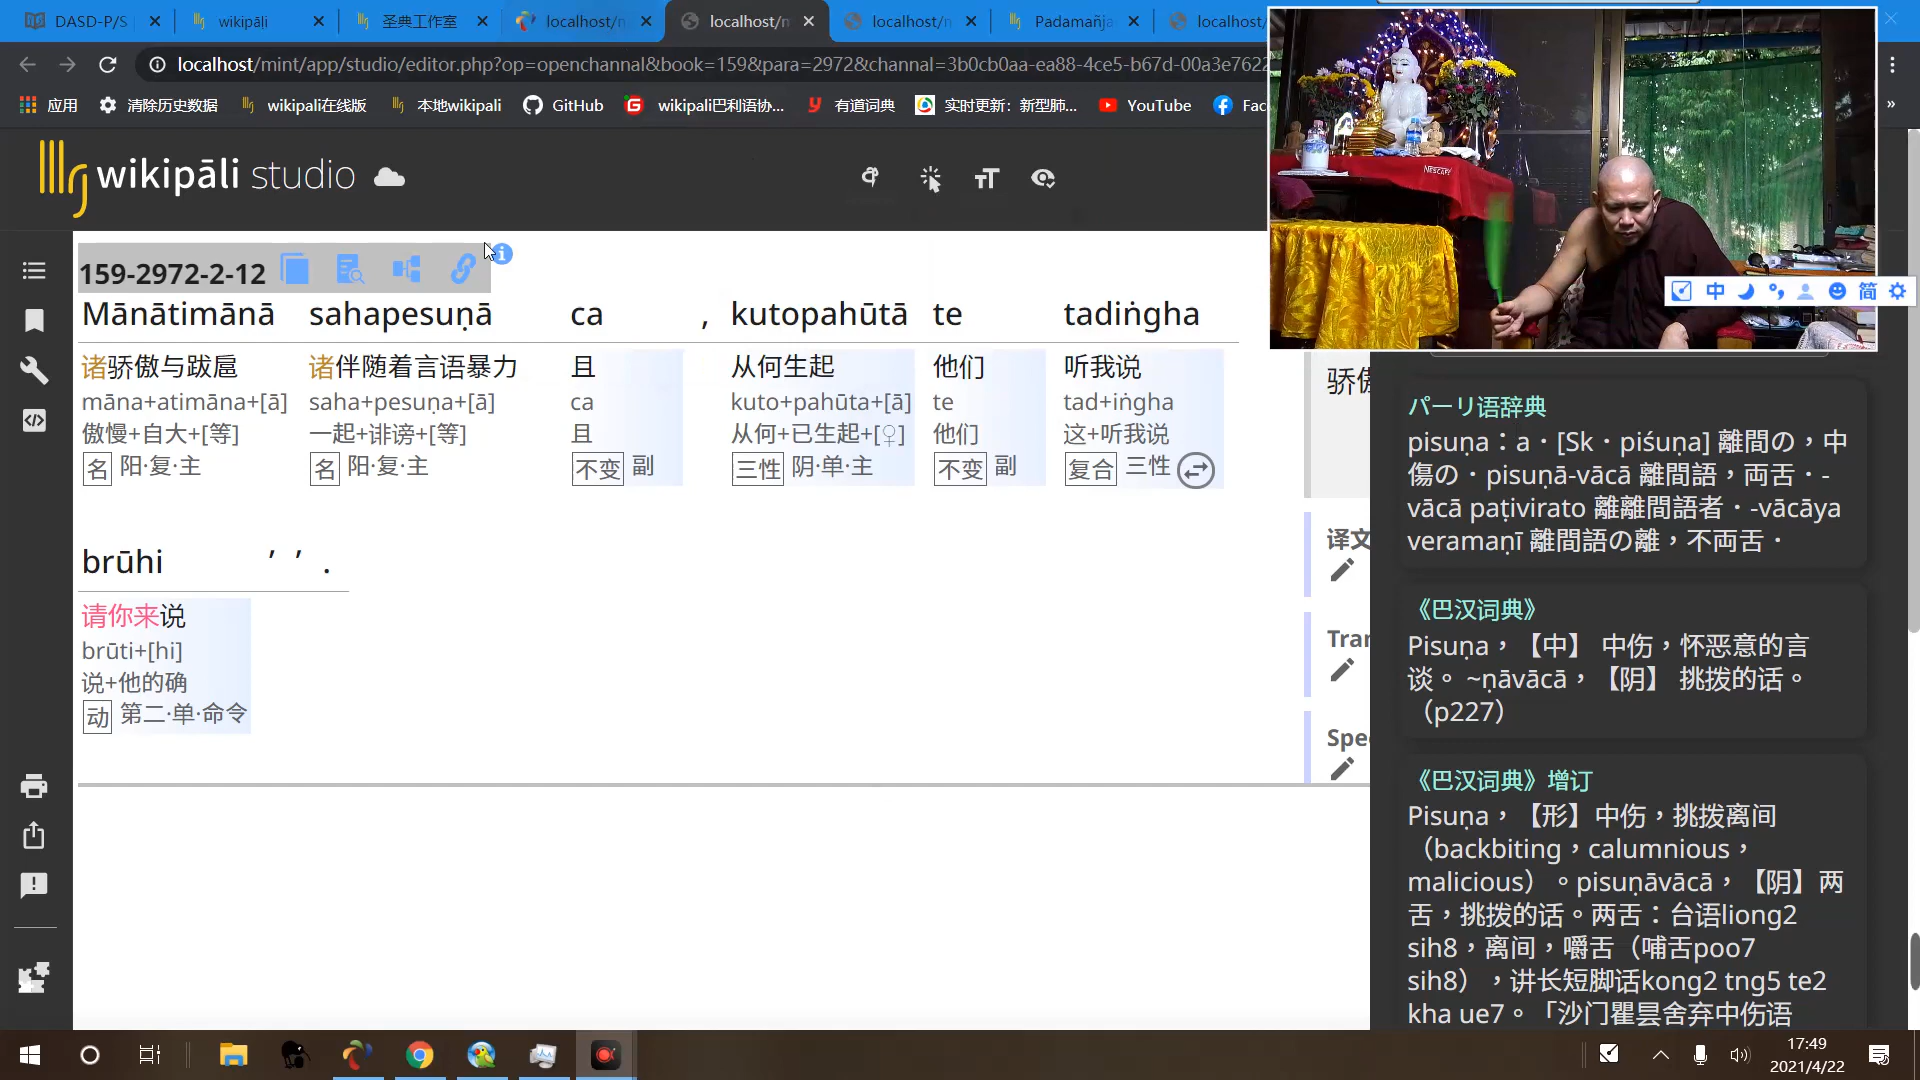 DASD-P/S
wikipāḷi
圣典工作室
localhost/n
localhost/n
localhost/n
Padamañja
localhost/
localhost/mint/app/studio/editor.php?op=openchannal&book=159&para=2972&channal=3b0cb0aa-ea88-4ce5-b67d-00a3e7622
应用
清除历史数据
wikipali在线版
本地wikipali
GitHub
wikipali巴利语协...
有道词典
实时更新：新型肺...
YouTube
Fac
»
wikipāli studio
NESCAFÉ
中
简
159-2972-2-12
Mānātimānā sahapesuṇā ca , kutopahūtā te tadiṅgha
诸骄傲与跋扈 诸伴随着言语暴力 且 从何生起 他们 听我说
māna+atimāna+[ā] saha+pesuṇa+[ā] ca kuto+pahūta+[ā] te tad+iṅgha
傲慢+自大+[等] 一起+诽谤+[等] 且 从何+已生起+[♀] 他们 这+听我说
名 阳·复·主 名 阳·复·主 不变 副 三性 阴·单·主 不变 副 复合 三性
brūhi ’ ’ .
请你来说
brūti+[hi]
说+他的确
动 第二·单·命令
骄傲
译文
Tran
Spe
パーリ语辞典
pisuṇa：a・[Sk・piśuṇa] 離間の，中
傷の・pisuṇā-vācā 離間語，両舌・-
vācā paṭivirato 離離間語者・-vācāya
veramaṇī 離間語の離，不両舌・
《巴汉词典》
Pisuṇa，【中】 中伤，怀恶意的言
谈。 ~ṇāvācā，【阴】 挑拨的话。
（p227）
《巴汉词典》增订
Pisuṇa，【形】中伤，挑拨离间
（backbiting，calumnious，
malicious）。pisuṇāvācā，【阴】两
舌，挑拨的话。两舌：台语liong2
sih8，离间，嚼舌（哺舌poo7
sih8），讲长短脚话kong2 tng5 te2
kha ue7。「沙门瞿昙舍弃中伤语
17:49
2021/4/22